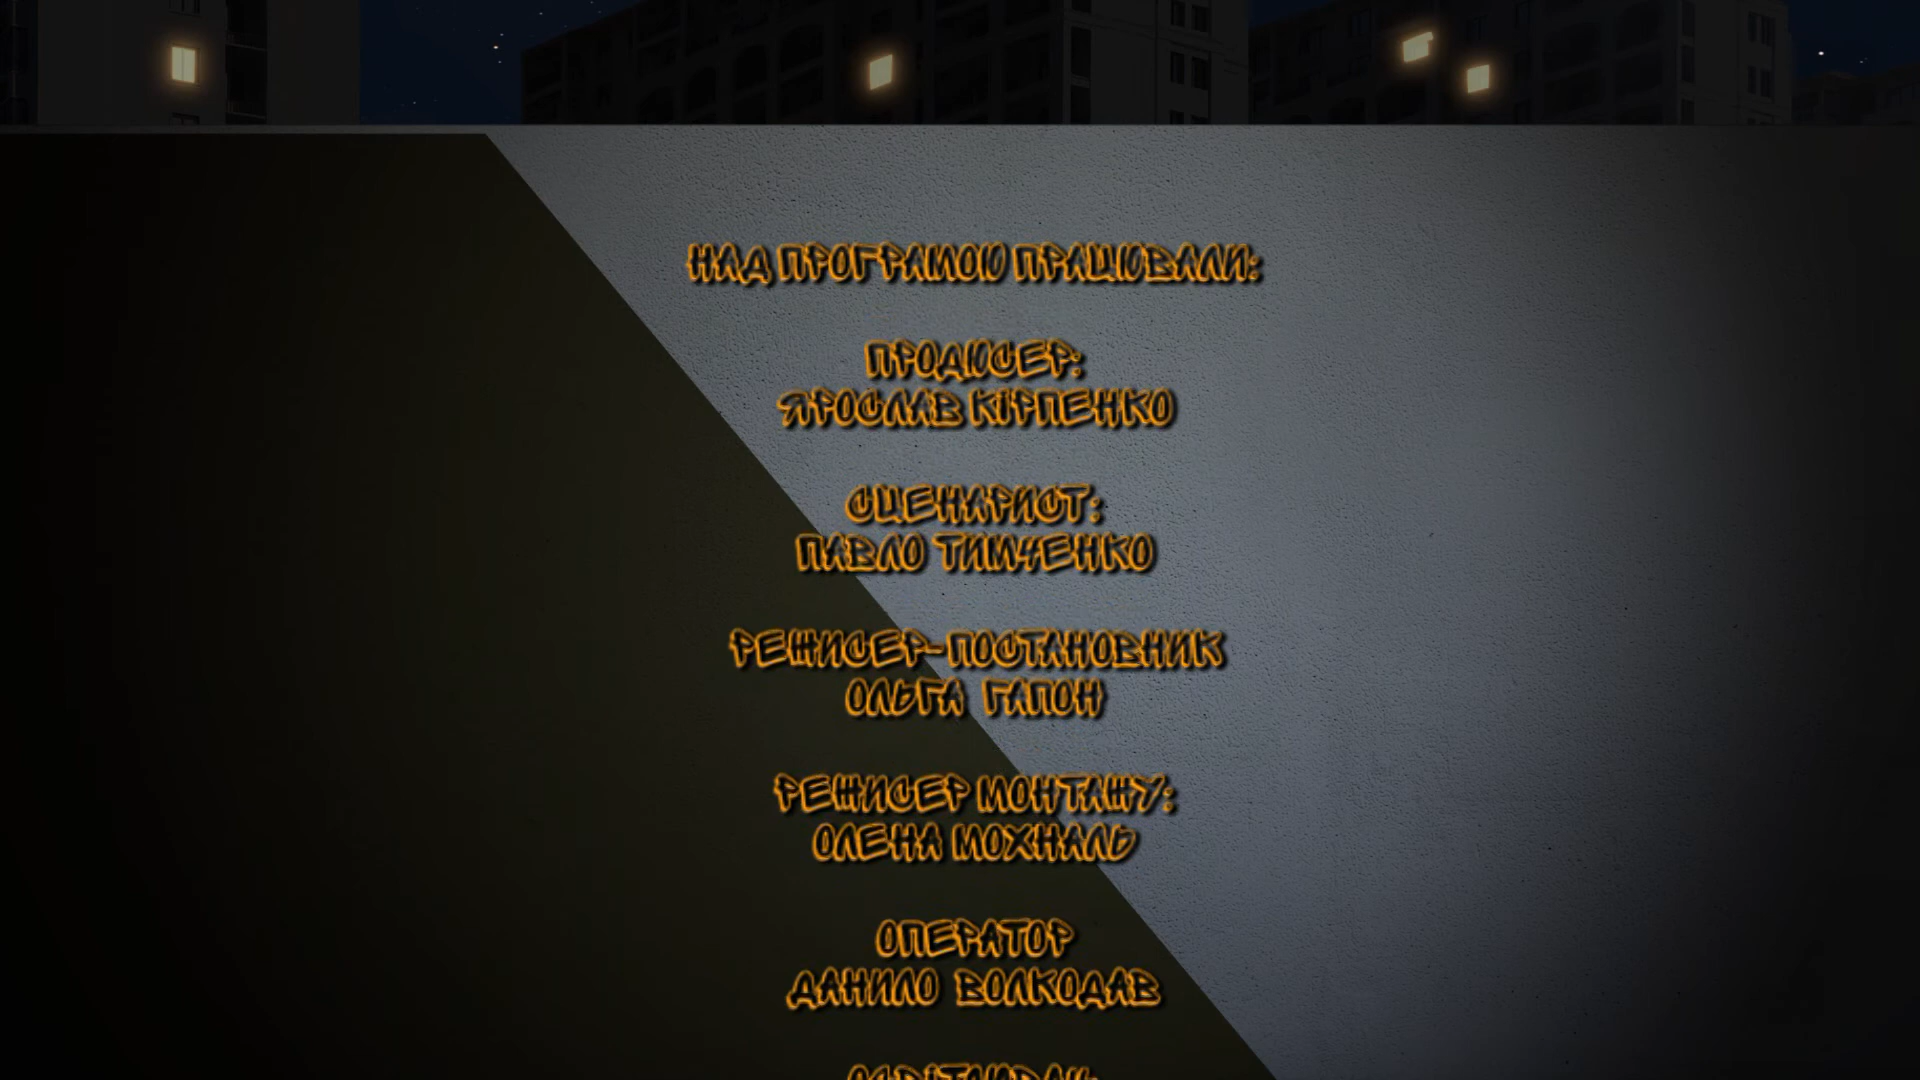 НАД ПРОГРАМОЮ ПРАЦЮВАЛИ:
ПРОДЮСЕР:
ЯРОСЛАВ КІРПЕНКО
СЦЕНАРИСТ:
ПАВЛО ТИМЧЕНКО
РЕЖИСЕР-ПОСТАНОВНИК
ОЛЬГА ГАПОН
РЕЖИСЕР МОНТАЖУ:
ОЛЕНА МОХНАЛЬ
ОПЕРАТОР
ДАНИЛО ВОЛКОДАВ